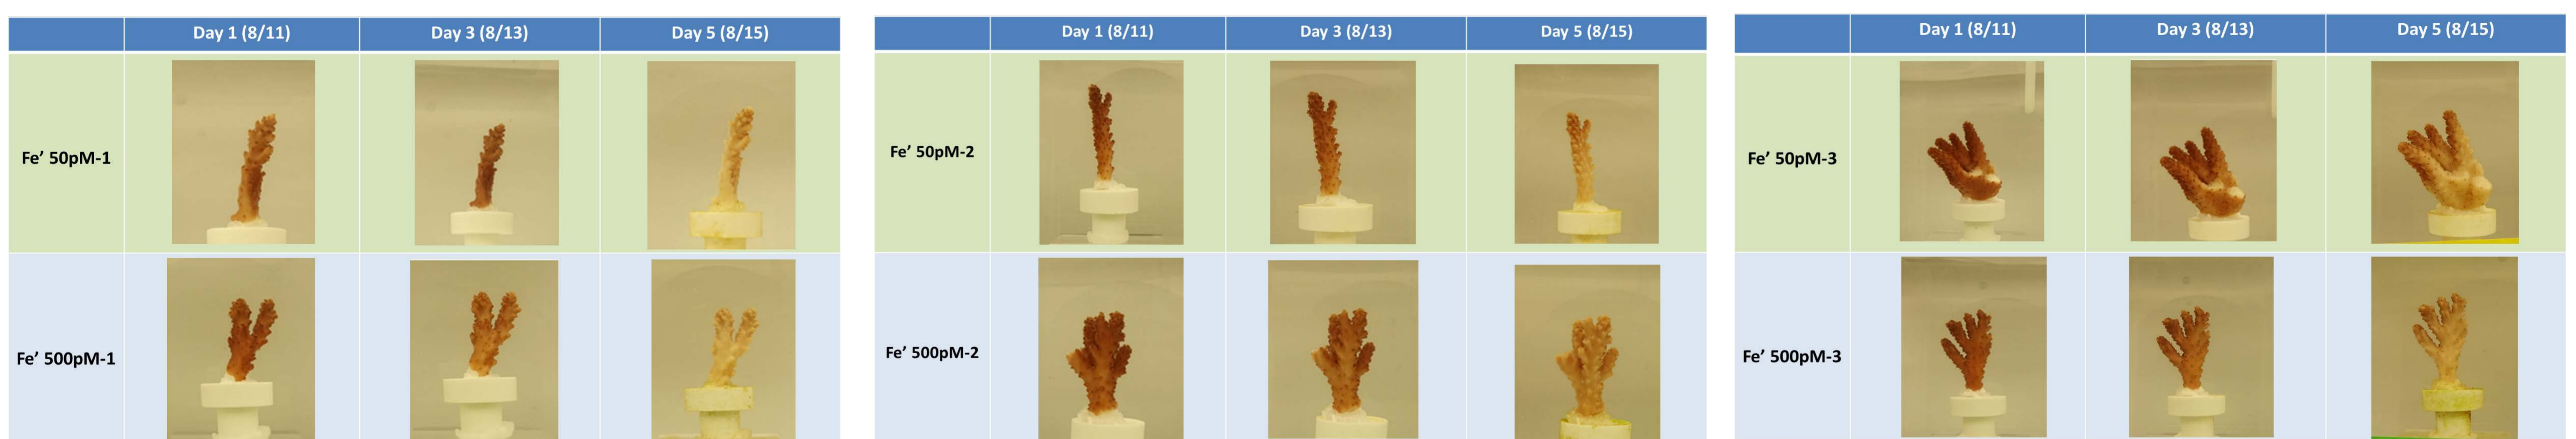 Day 1 (8/11) Day 3 (8/13) Day 5 (8/15)
Fe’ 50pM-1
Fe’ 500pM-1
Day 1 (8/11) Day 3 (8/13) Day 5 (8/15)
Fe’ 50pM-2
Fe’ 500pM-2
Day 1 (8/11) Day 3 (8/13) Day 5 (8/15)
Fe’ 50pM-3
Fe’ 500pM-3